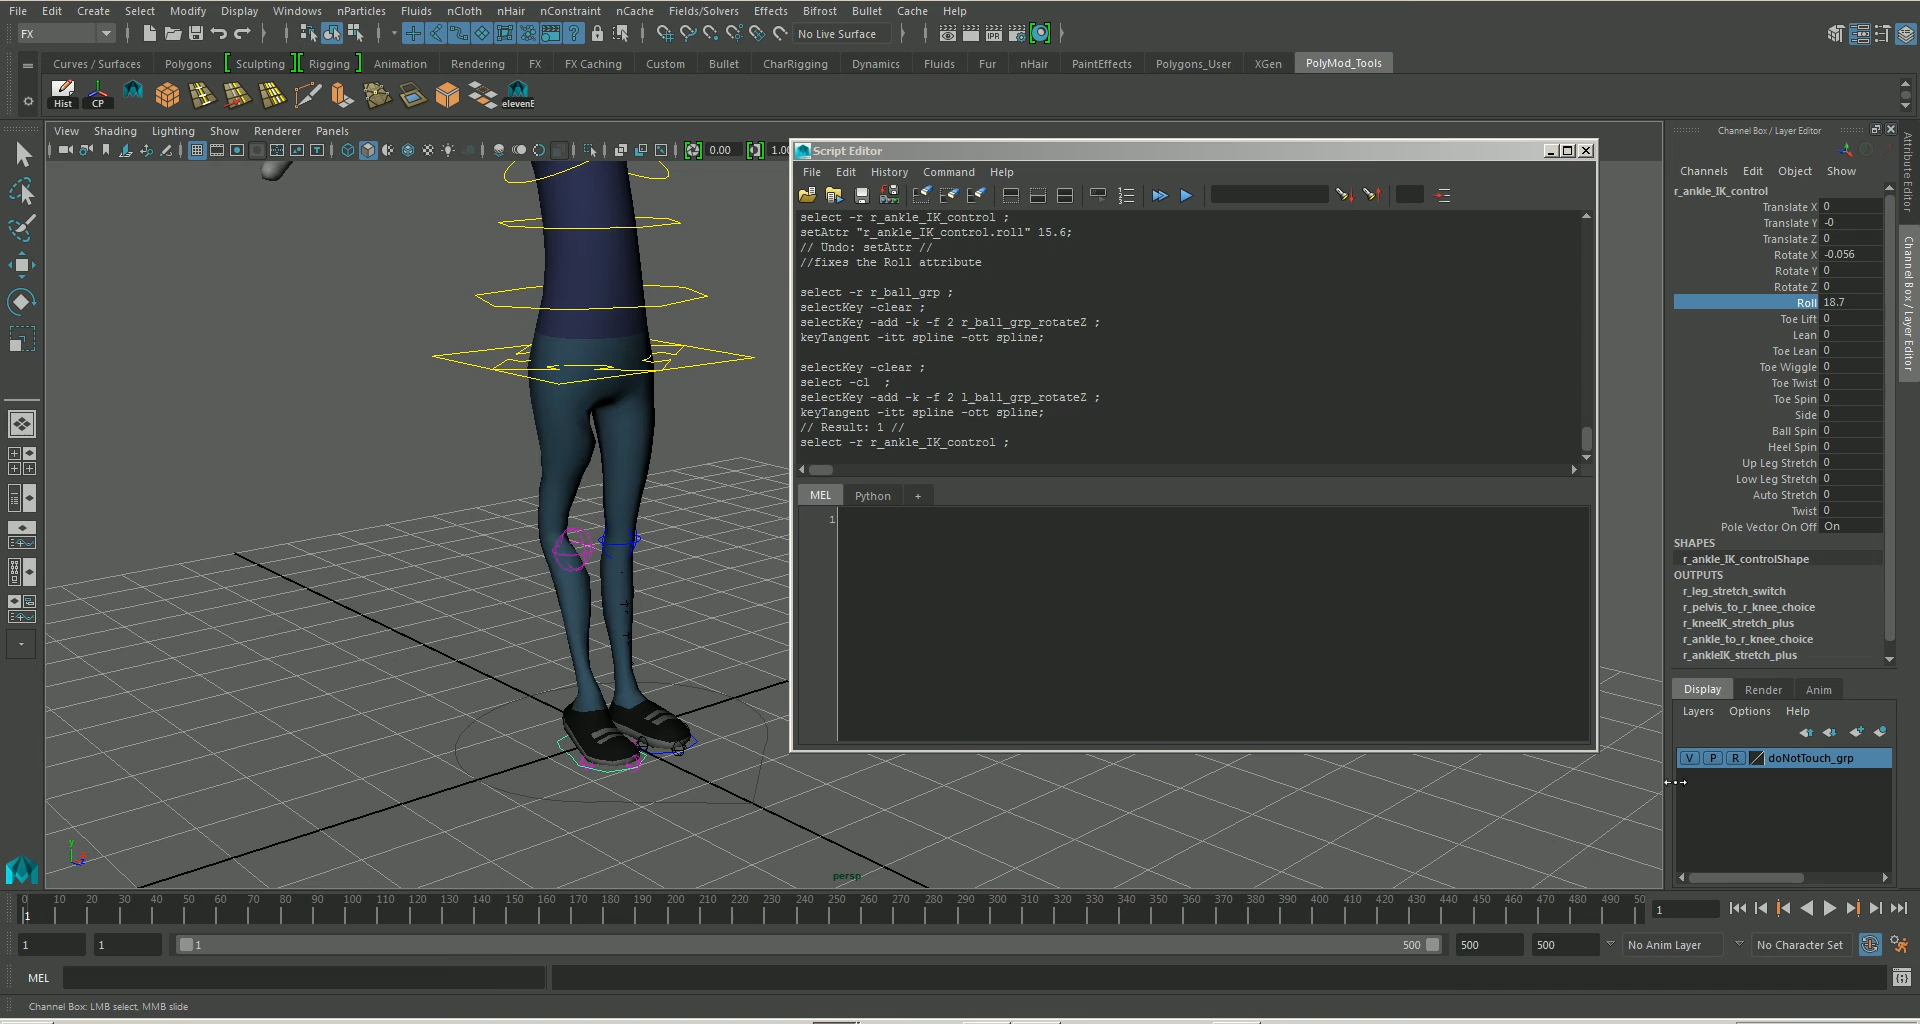 File Edit Create Select Modify Display Windows nParticles Fluids nCloth nHair nConstraint nCache Fields/Solvers Effects Bifrost Bullet Cache Help
FX
No Live Surface
Curves / Surfaces Polygons Sculpting Rigging Animation Rendering FX FX Caching Custom Bullet CharRigging Dynamics Fluids Fur nHair PaintEffects Polygons_User XGen PolyMod_Tools
Hist CP elevenE
View Shading Lighting Show Renderer Panels
0.00 1.00
Script Editor
File Edit History Command Help
select -r r_ankle_IK_control ;
setAttr "r_ankle_IK_control.roll" 15.6;
// Undo: setAttr //
//fixes the Roll attribute
select -r r_ball_grp ;
selectKey -clear ;
selectKey -add -k -f 2 r_ball_grp_rotateZ ;
keyTangent -itt spline -ott spline;
selectKey -clear ;
select -cl  ;
selectKey -add -k -f 2 l_ball_grp_rotateZ ;
keyTangent -itt spline -ott spline;
// Result: 1 //
select -r r_ankle_IK_control ;
MEL Python +
1
persp
Channel Box / Layer Editor
Channels Edit Object Show
r_ankle_IK_control
Translate X 0
Translate Y -0
Translate Z 0
Rotate X -0.056
Rotate Y 0
Rotate Z 0
Roll 18.7
Toe Lift 0
Lean 0
Toe Lean 0
Toe Wiggle 0
Toe Twist 0
Toe Spin 0
Side 0
Ball Spin 0
Heel Spin 0
Up Leg Stretch 0
Low Leg Stretch 0
Auto Stretch 0
Twist 0
Pole Vector On Off On
SHAPES
r_ankle_IK_controlShape
OUTPUTS
r_leg_stretch_switch
r_pelvis_to_r_knee_choice
r_kneeIK_stretch_plus
r_ankle_to_r_knee_choice
r_ankleIK_stretch_plus
Display Render Anim
Layers Options Help
V P R doNotTouch_grp
Attribute Editor
Channel Box / Layer Editor
0 10 20 30 40 50 60 70 80 90 100 110 120 130 140 150 160 170 180 190 200 210 220 230 240 250 260 270 280 290 300 310 320 330 340 350 360 370 380 390 400 410 420 430 440 450 460 470 480 490 50
1
1
1 1 1 500 500 500 No Anim Layer No Character Set
MEL
Channel Box: LMB select, MMB slide